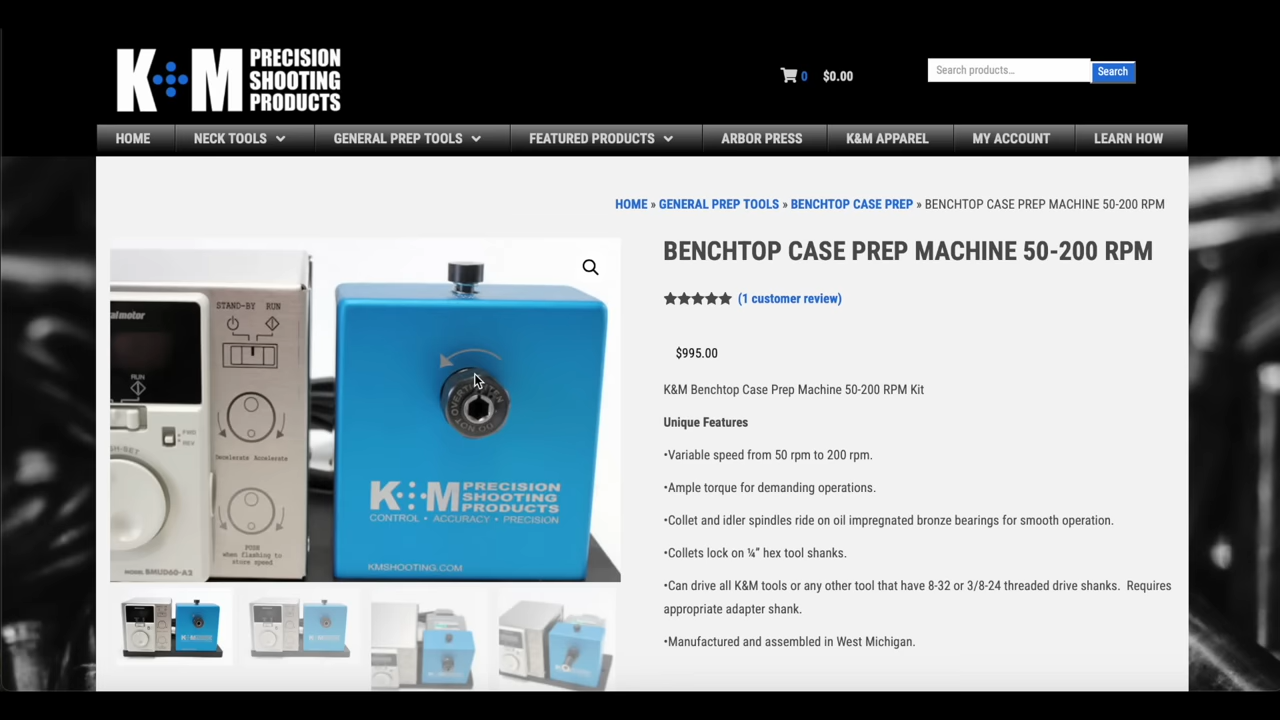 K M PRECISION
SHOOTING
PRODUCTS
0 $0.00
Search products...
Search
HOME
NECK TOOLS
GENERAL PREP TOOLS
FEATURED PRODUCTS
ARBOR PRESS
K&M APPAREL
MY ACCOUNT
LEARN HOW
HOME » GENERAL PREP TOOLS » BENCHTOP CASE PREP » BENCHTOP CASE PREP MACHINE 50-200 RPM
STAND-BY RUN
RUN
FWD
REV
Decelerate Accelerate
PUSH
when flashing to
store speed
MODEL BMUD60-A3
K M PRECISION
SHOOTING
PRODUCTS
CONTROL • ACCURACY • PRECISION
KMSHOOTING.COM
BENCHTOP CASE PREP MACHINE 50-200 RPM
(1 customer review)
$995.00
K&M Benchtop Case Prep Machine 50-200 RPM Kit
Unique Features
•Variable speed from 50 rpm to 200 rpm.
•Ample torque for demanding operations.
•Collet and idler spindles ride on oil impregnated bronze bearings for smooth operation.
•Collets lock on ¼” hex tool shanks.
•Can drive all K&M tools or any other tool that have 8-32 or 3/8-24 threaded drive shanks.  Requires
appropriate adapter shank.
•Manufactured and assembled in West Michigan.